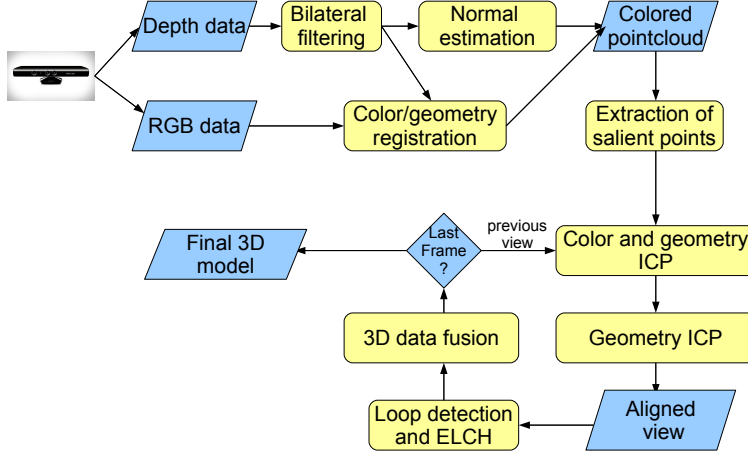 Depth data
Bilateral
filtering
Normal
estimation
Colored
pointcloud
RGB data
Color/geometry
registration
Extraction of
salient points
Final 3D
model
Last
Frame
?
previous
view
Color and geometry
ICP
3D data fusion
Geometry ICP
Loop detection
and ELCH
Aligned
view